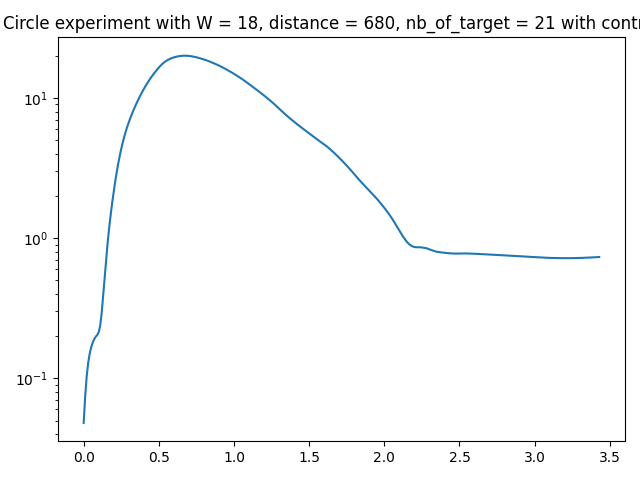 Circle experiment with W = 18, distance = 680, nb_of_target = 21 with
10¹
10⁰
10⁻¹
0.0 0.5 1.0 1.5 2.0 2.5 3.0 3.5